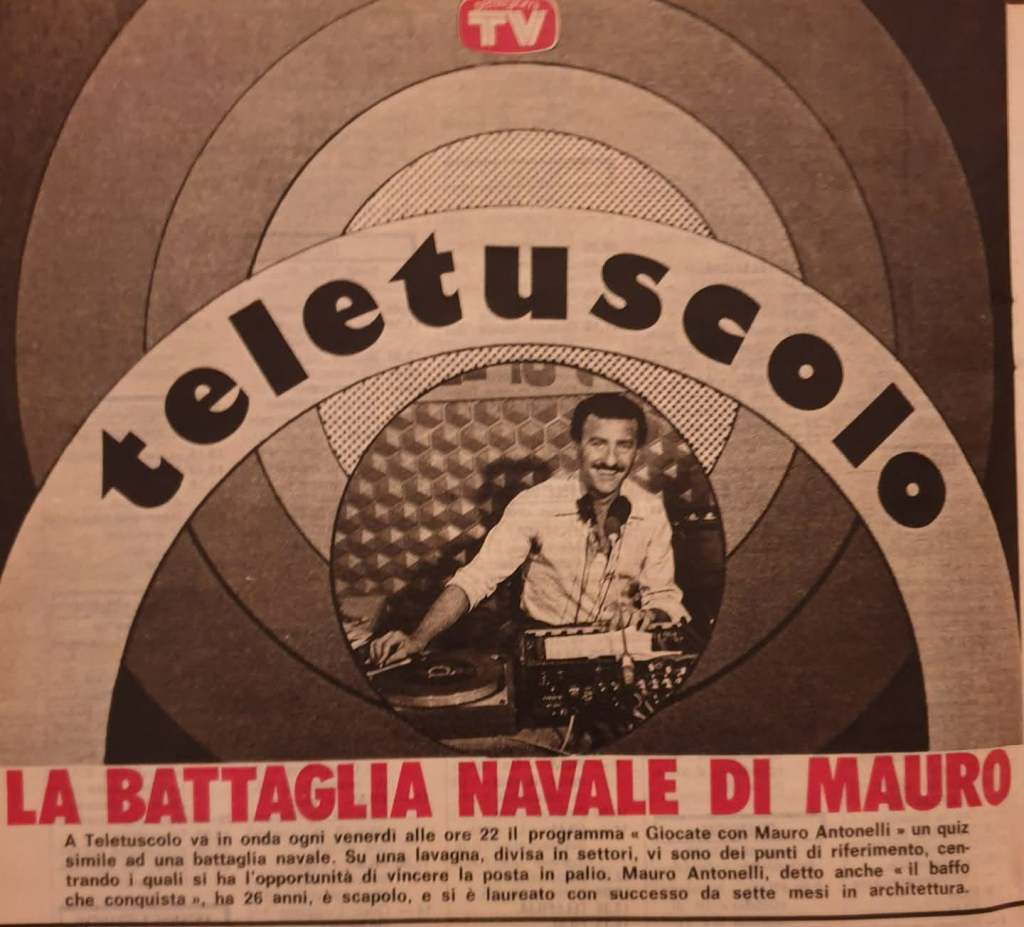 TV
teletuscolo
LA BATTAGLIA NAVALE DI MAURO
A Teletuscolo va in onda ogni venerdì alle ore 22 il programma « Giocate con Mauro Antonelli » un quiz
simile ad una battaglia navale. Su una lavagna, divisa in settori, vi sono dei punti di riferimento, cen-
trando i quali si ha l'opportunità di vincere la posta in palio. Mauro Antonelli, detto anche « il baffo
che conquista », ha 26 anni, è scapolo, e si è laureato con successo da sette mesi in architettura.